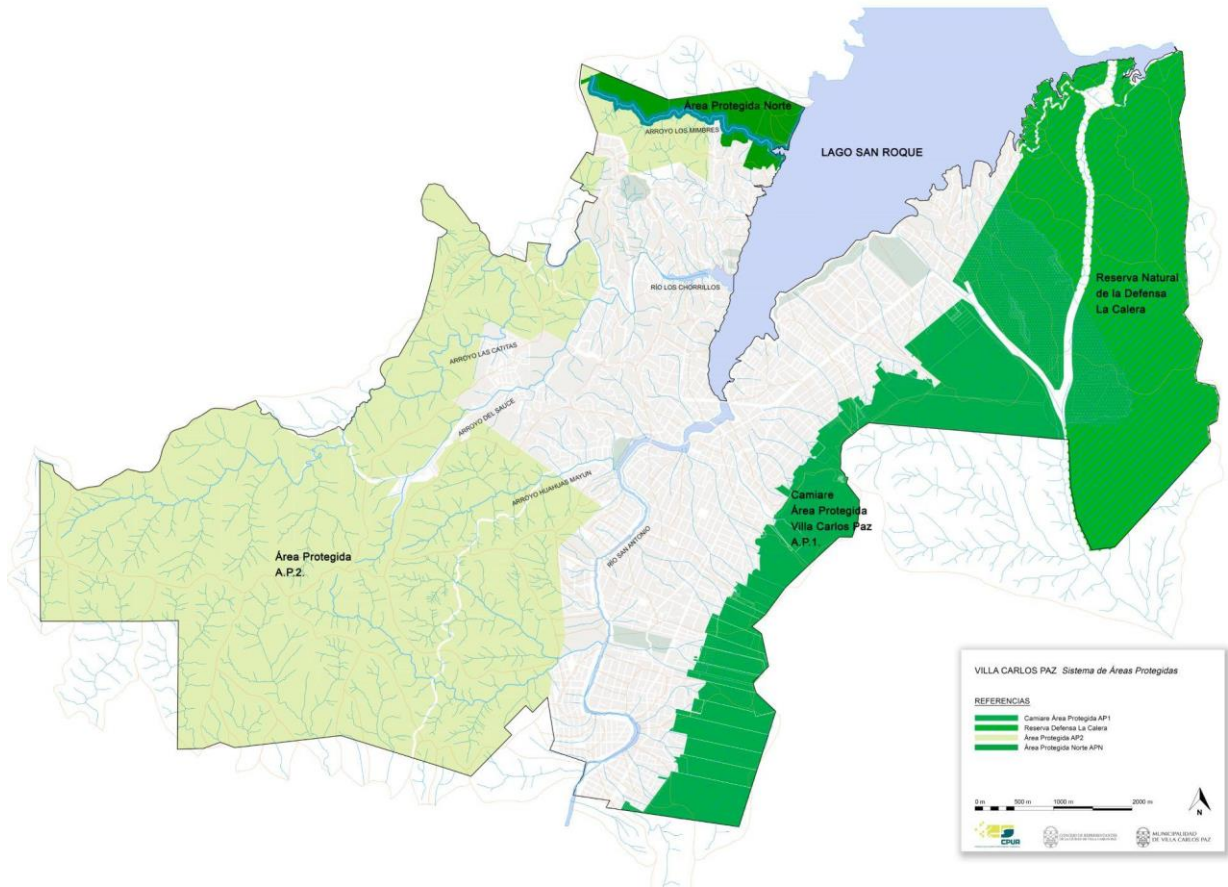 Área Protegida Norte
ARROYO LOS MIMBRES
LAGO SAN ROQUE
Reserva Natural
de la Defensa
La Calera
RÍO LOS CHORRILLOS
ARROYO LAS CATITAS
ARROYO DEL SAUCE
ARROYO HUAHUAS MAYUN
Camiare
Área Protegida
Villa Carlos Paz
A.P.1.
RÍO SAN ANTONIO
Área Protegida
A.P.2.
VILLA CARLOS PAZ Sistema de Áreas Protegidas
REFERENCIAS
Camiare Área Protegida AP1
Reserva Defensa La Calera
Área Protegida AP2
Área Protegida Norte APN
0 m 500 m 1000 m 2000 m
N
CPUR
MUNICIPALIDAD
DE VILLA CARLOS PAZ